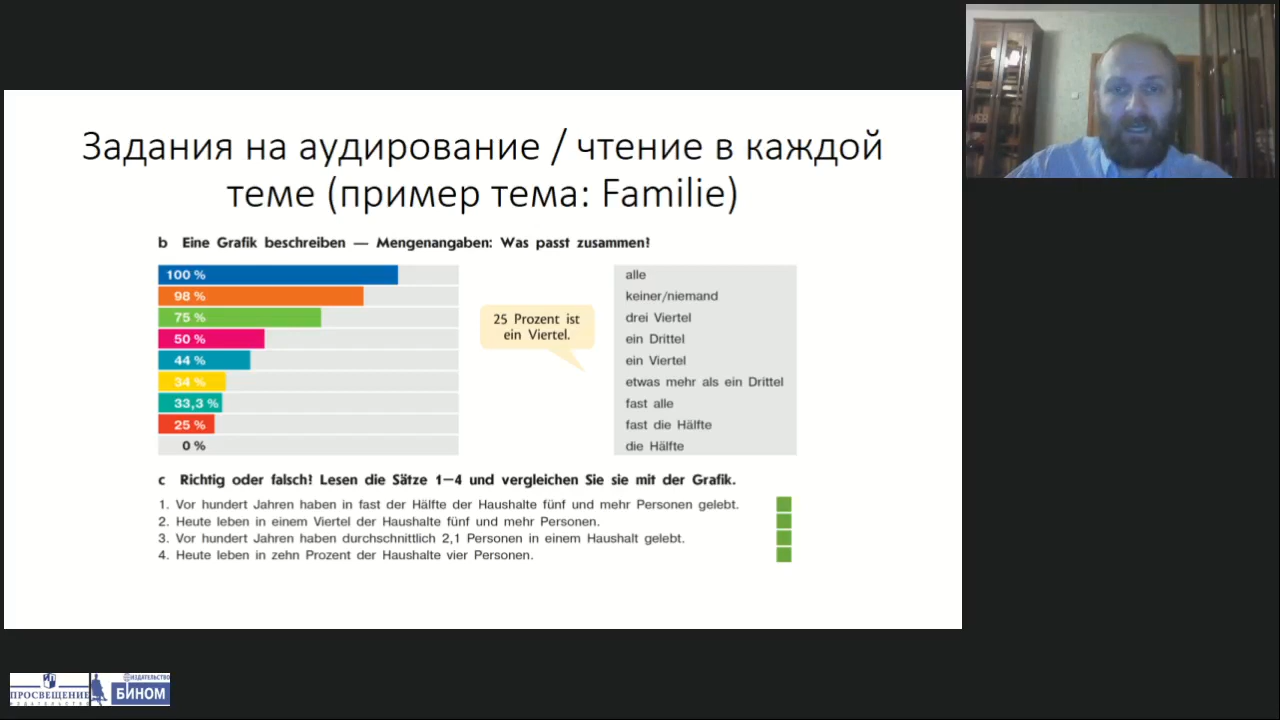 Задания на аудирование / чтение в каждой
теме (пример тема: Familie)
b Eine Grafik beschreiben — Mengenangaben: Was passt zusammen?
100 %
98 %
75 %
50 %
44 %
34 %
33,3 %
25 %
0 %
25 Prozent ist
ein Viertel.
alle
keiner/niemand
drei Viertel
ein Drittel
ein Viertel
etwas mehr als ein Drittel
fast alle
fast die Hälfte
die Hälfte
c Richtig oder falsch? Lesen die Sätze 1–4 und vergleichen Sie sie mit der Grafik.
1. Vor hundert Jahren haben in fast der Hälfte der Haushalte fünf und mehr Personen gelebt.
2. Heute leben in einem Viertel der Haushalte fünf und mehr Personen.
3. Vor hundert Jahren haben durchschnittlich 2,1 Personen in einem Haushalt gelebt.
4. Heute leben in zehn Prozent der Haushalte vier Personen.
ПРОСВЕЩЕНИЕ
ИЗДАТЕЛЬСТВО
ИЗДАТЕЛЬСТВО
БИНОМ